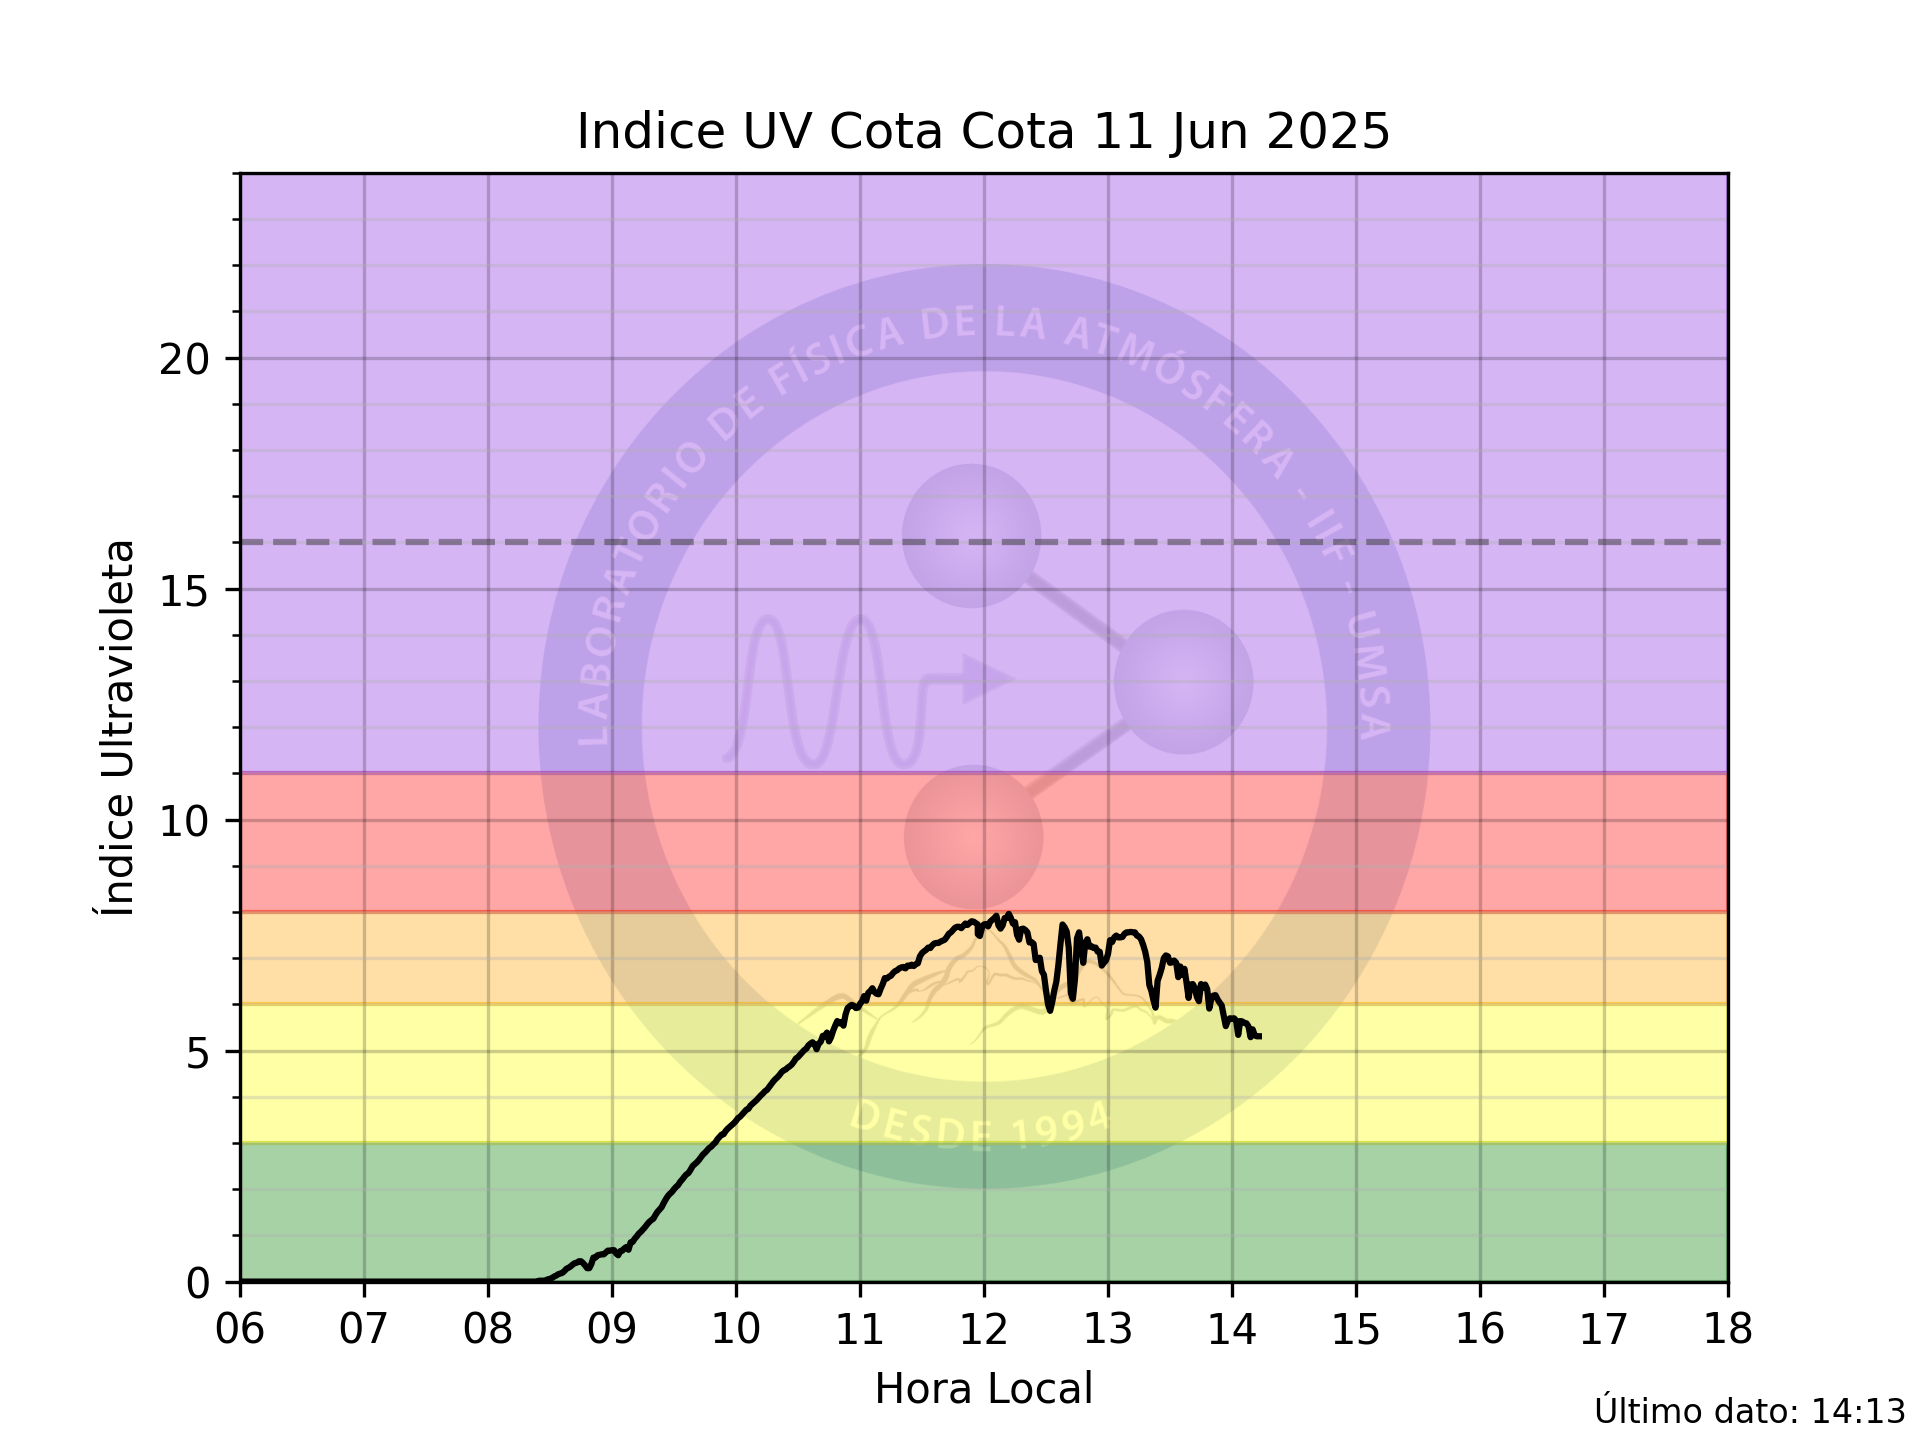 Indice UV Cota Cota 11 Jun 2025
LABORATORIO DE FÍSICA DE LA ATMÓSFERA - IIF - UMSA
DESDE 1994
Índice Ultravioleta
20
15
10
5
0
06 07 08 09 10 11 12 13 14 15 16 17 18
Hora Local
Último dato: 14:13